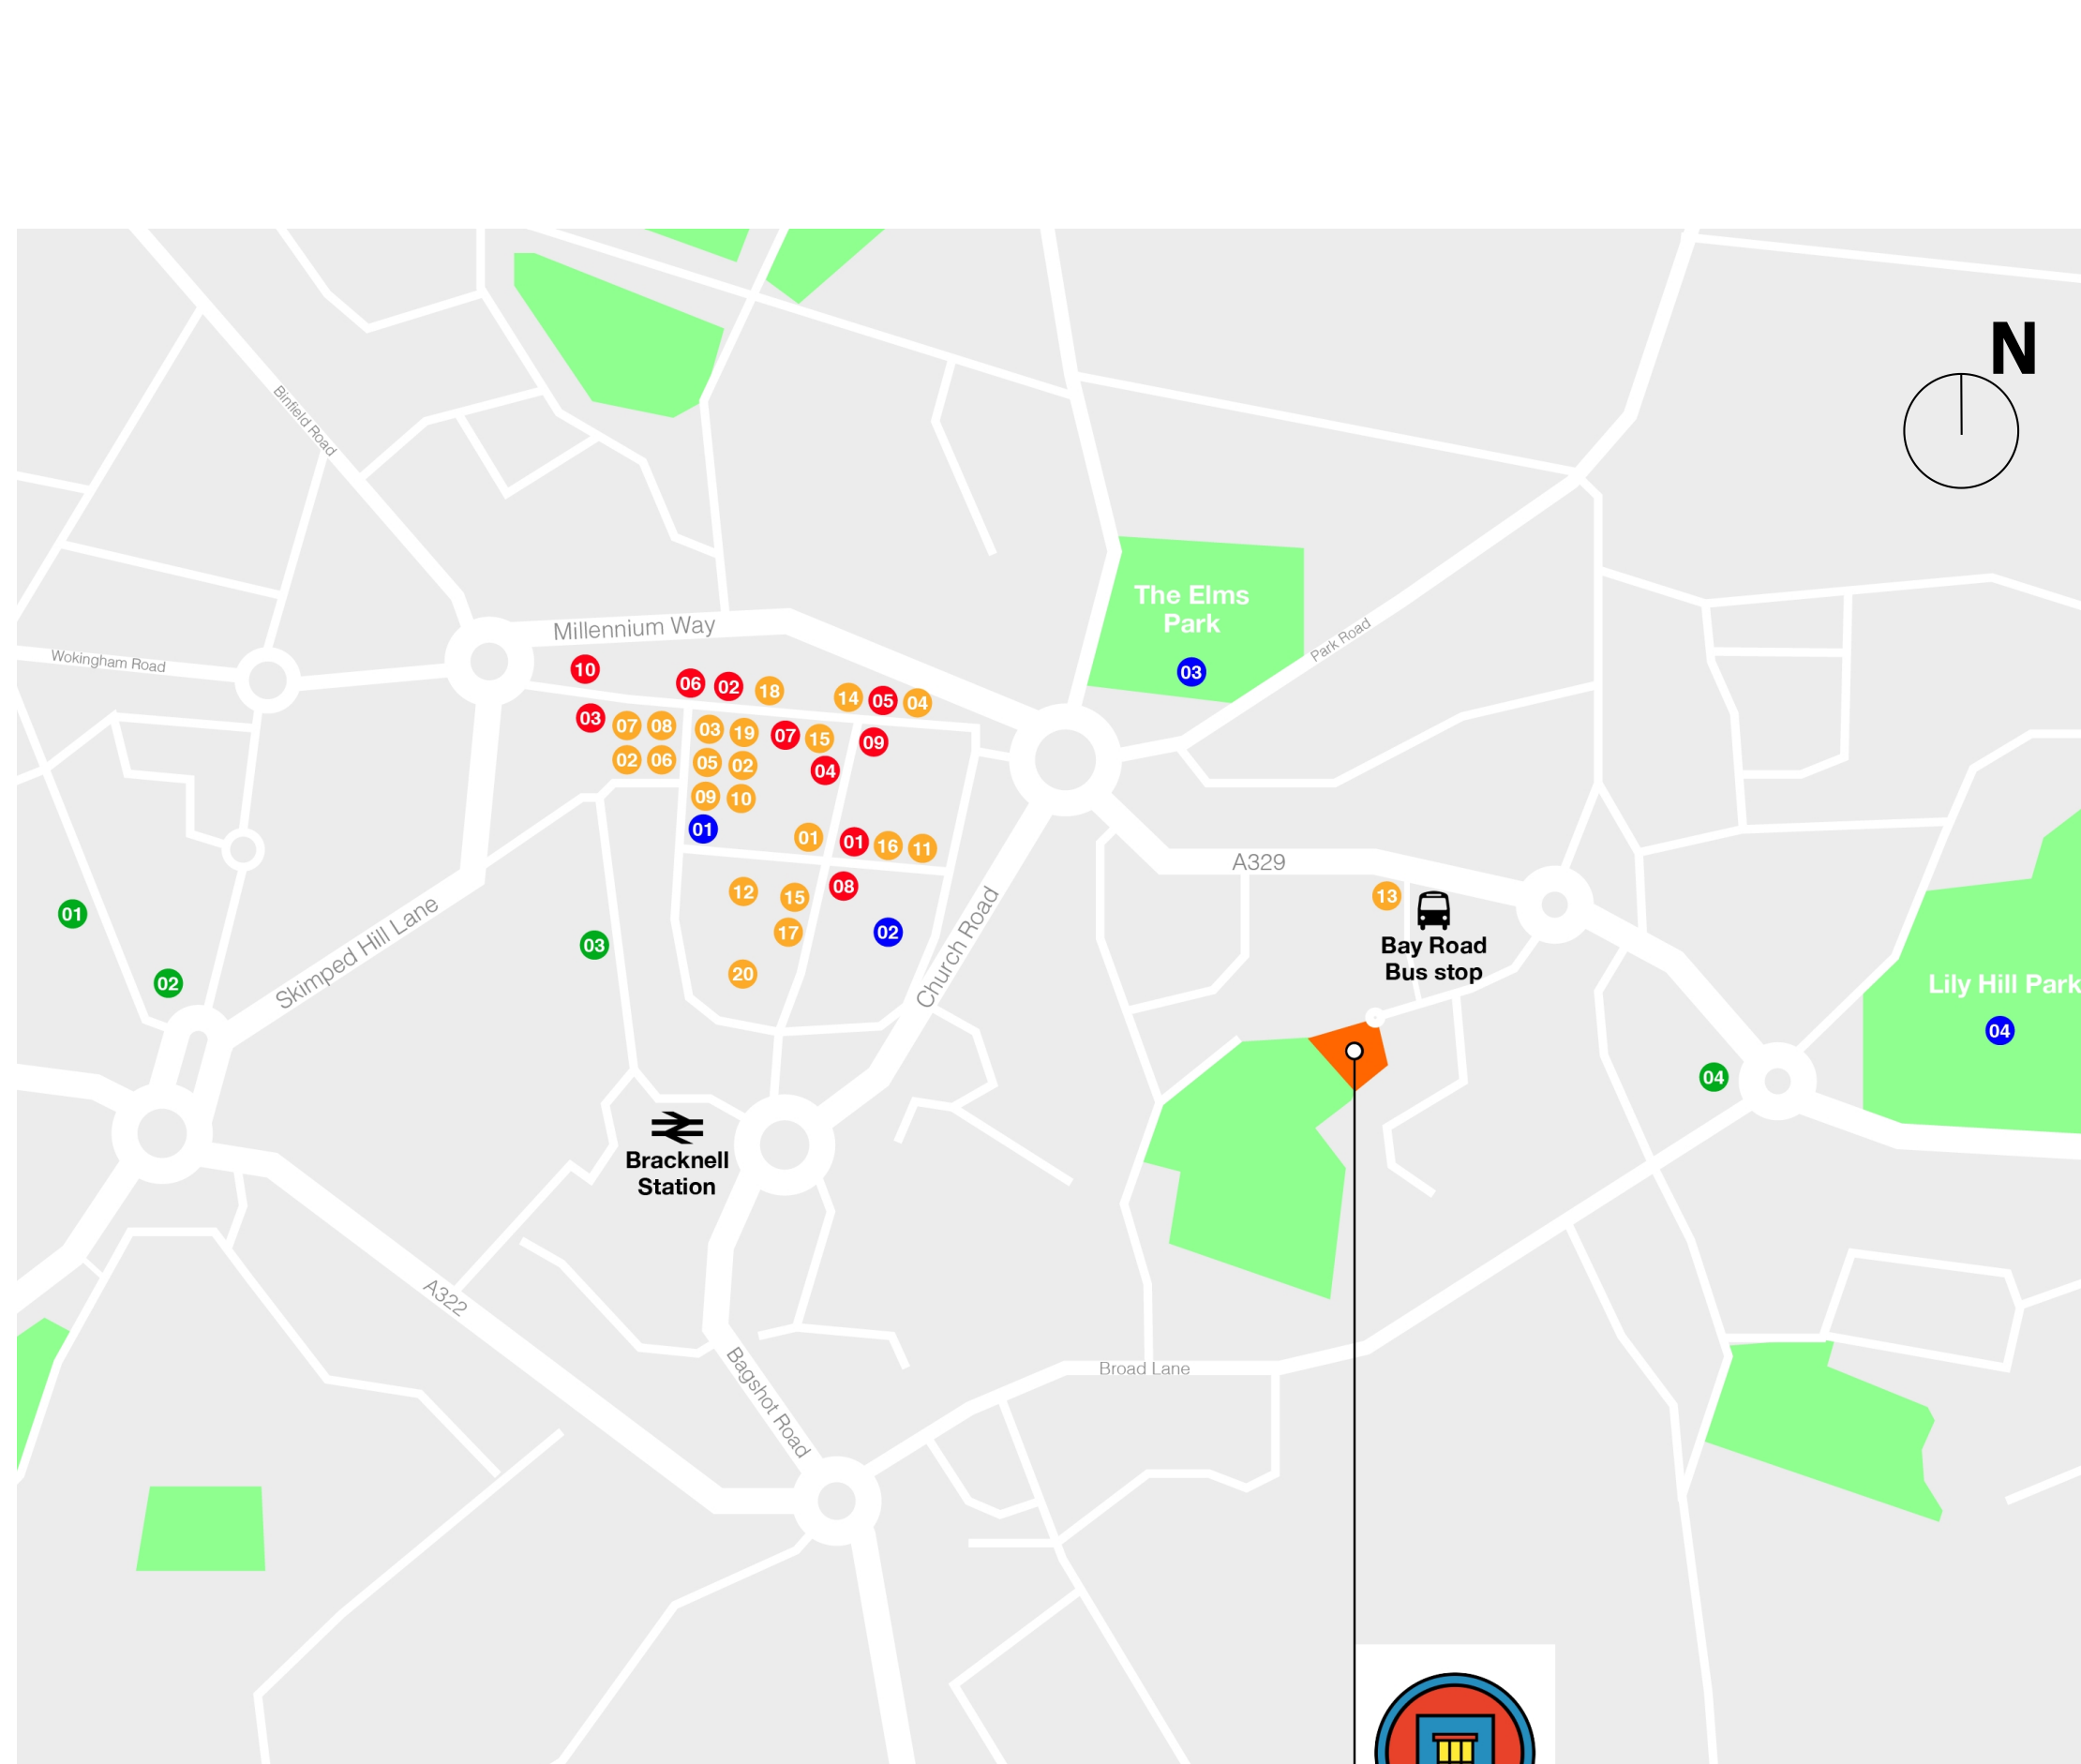 N
Binfield Road
The Elms
Park
03
Millennium Way
Park Road
Wokingham Road
10
06
02
18
14
05
04
03
07
08
03
19
07
15
09
02
06
05
02
04
09
10
01
01
01
16
11
A329
12
15
08
13
01
Skimped Hill Lane
03
17
02
Church Road
Bay Road
Bus stop
02
20
Lily Hill Park
04
04
Bracknell
Station
A322
Bagshot Road
Broad Lane